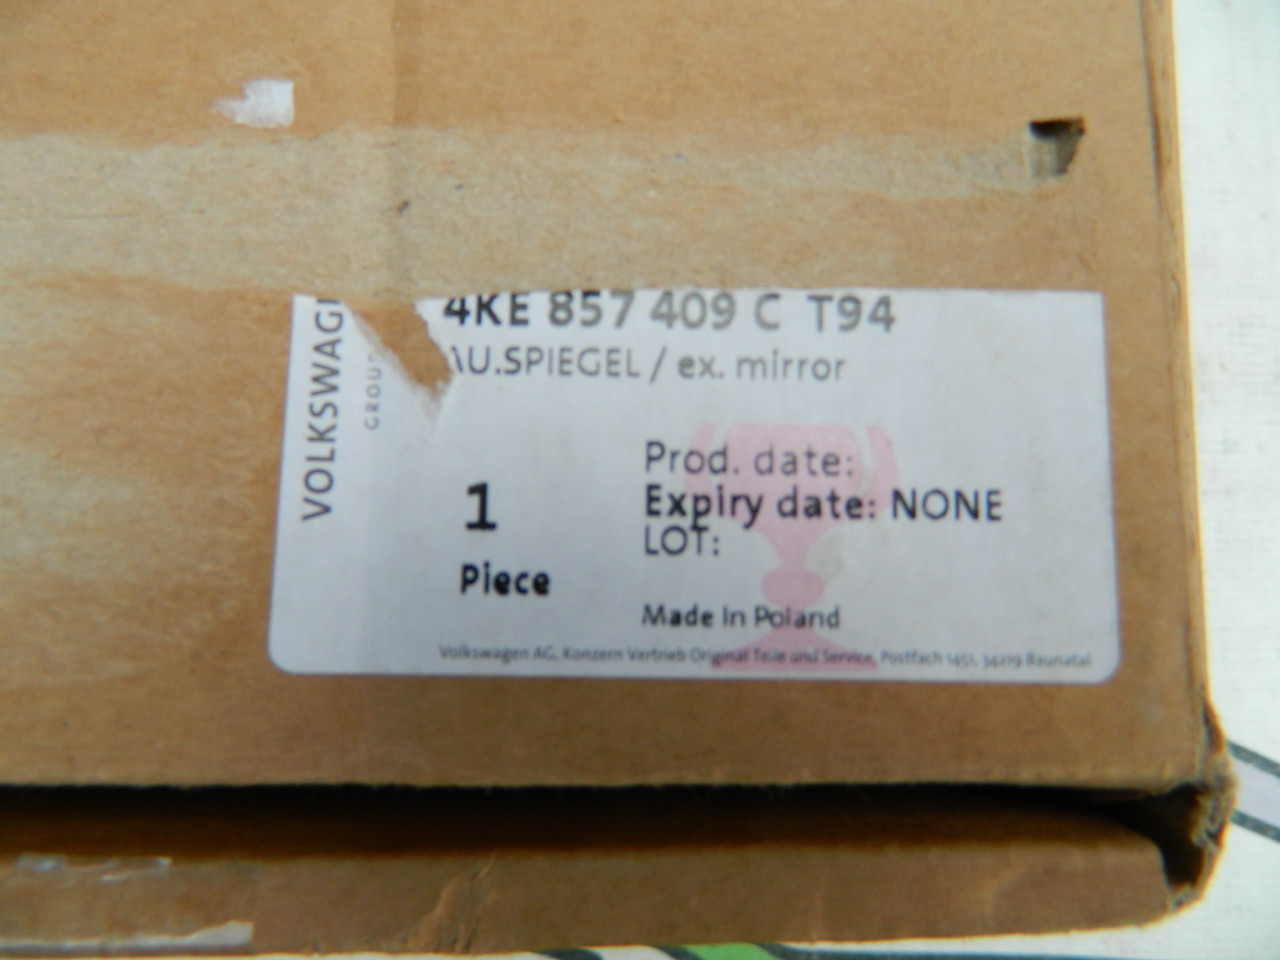 VOLKSWAG
GROUP
4KE 857 409 C T94
AU.SPIEGEL / ex. mirror
1
Piece
Prod. date:
Expiry date: NONE
LOT:
Made In Poland
Volkswagen AG, Konzern Vertrieb Original Teile und Service, Postfach 1451, 34219 Baunatal